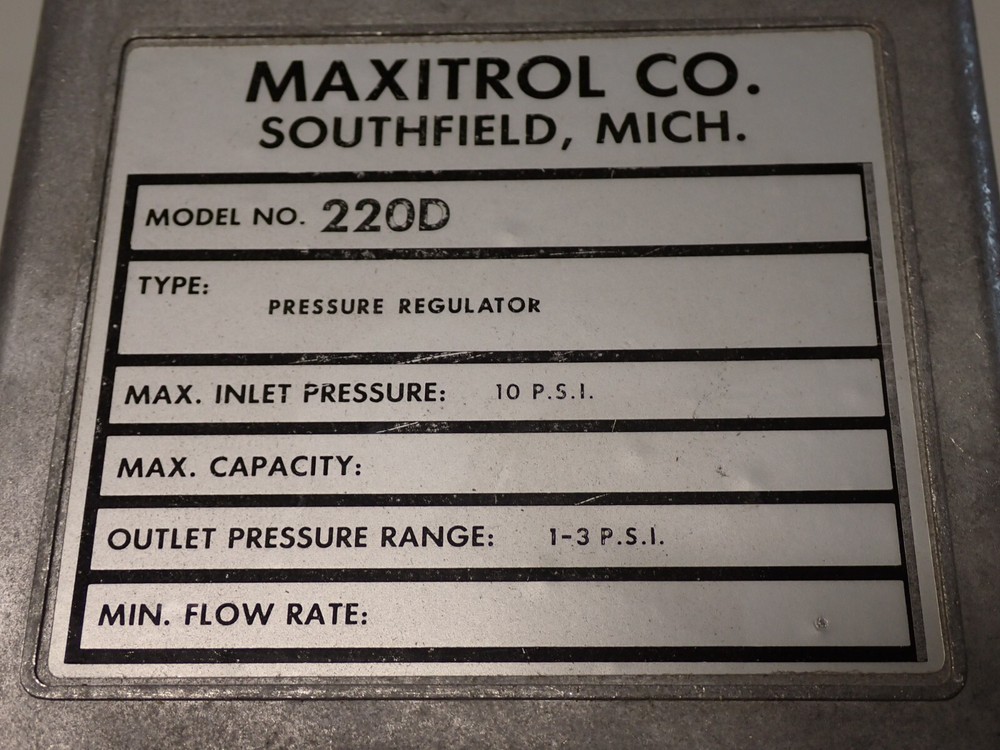 MAXITROL CO.
SOUTHFIELD, MICH.
MODEL NO. 220D
TYPE:
PRESSURE REGULATOR
MAX. INLET PRESSURE: 10 P.S.I.
MAX. CAPACITY:
OUTLET PRESSURE RANGE: 1-3 P.S.I.
MIN. FLOW RATE: